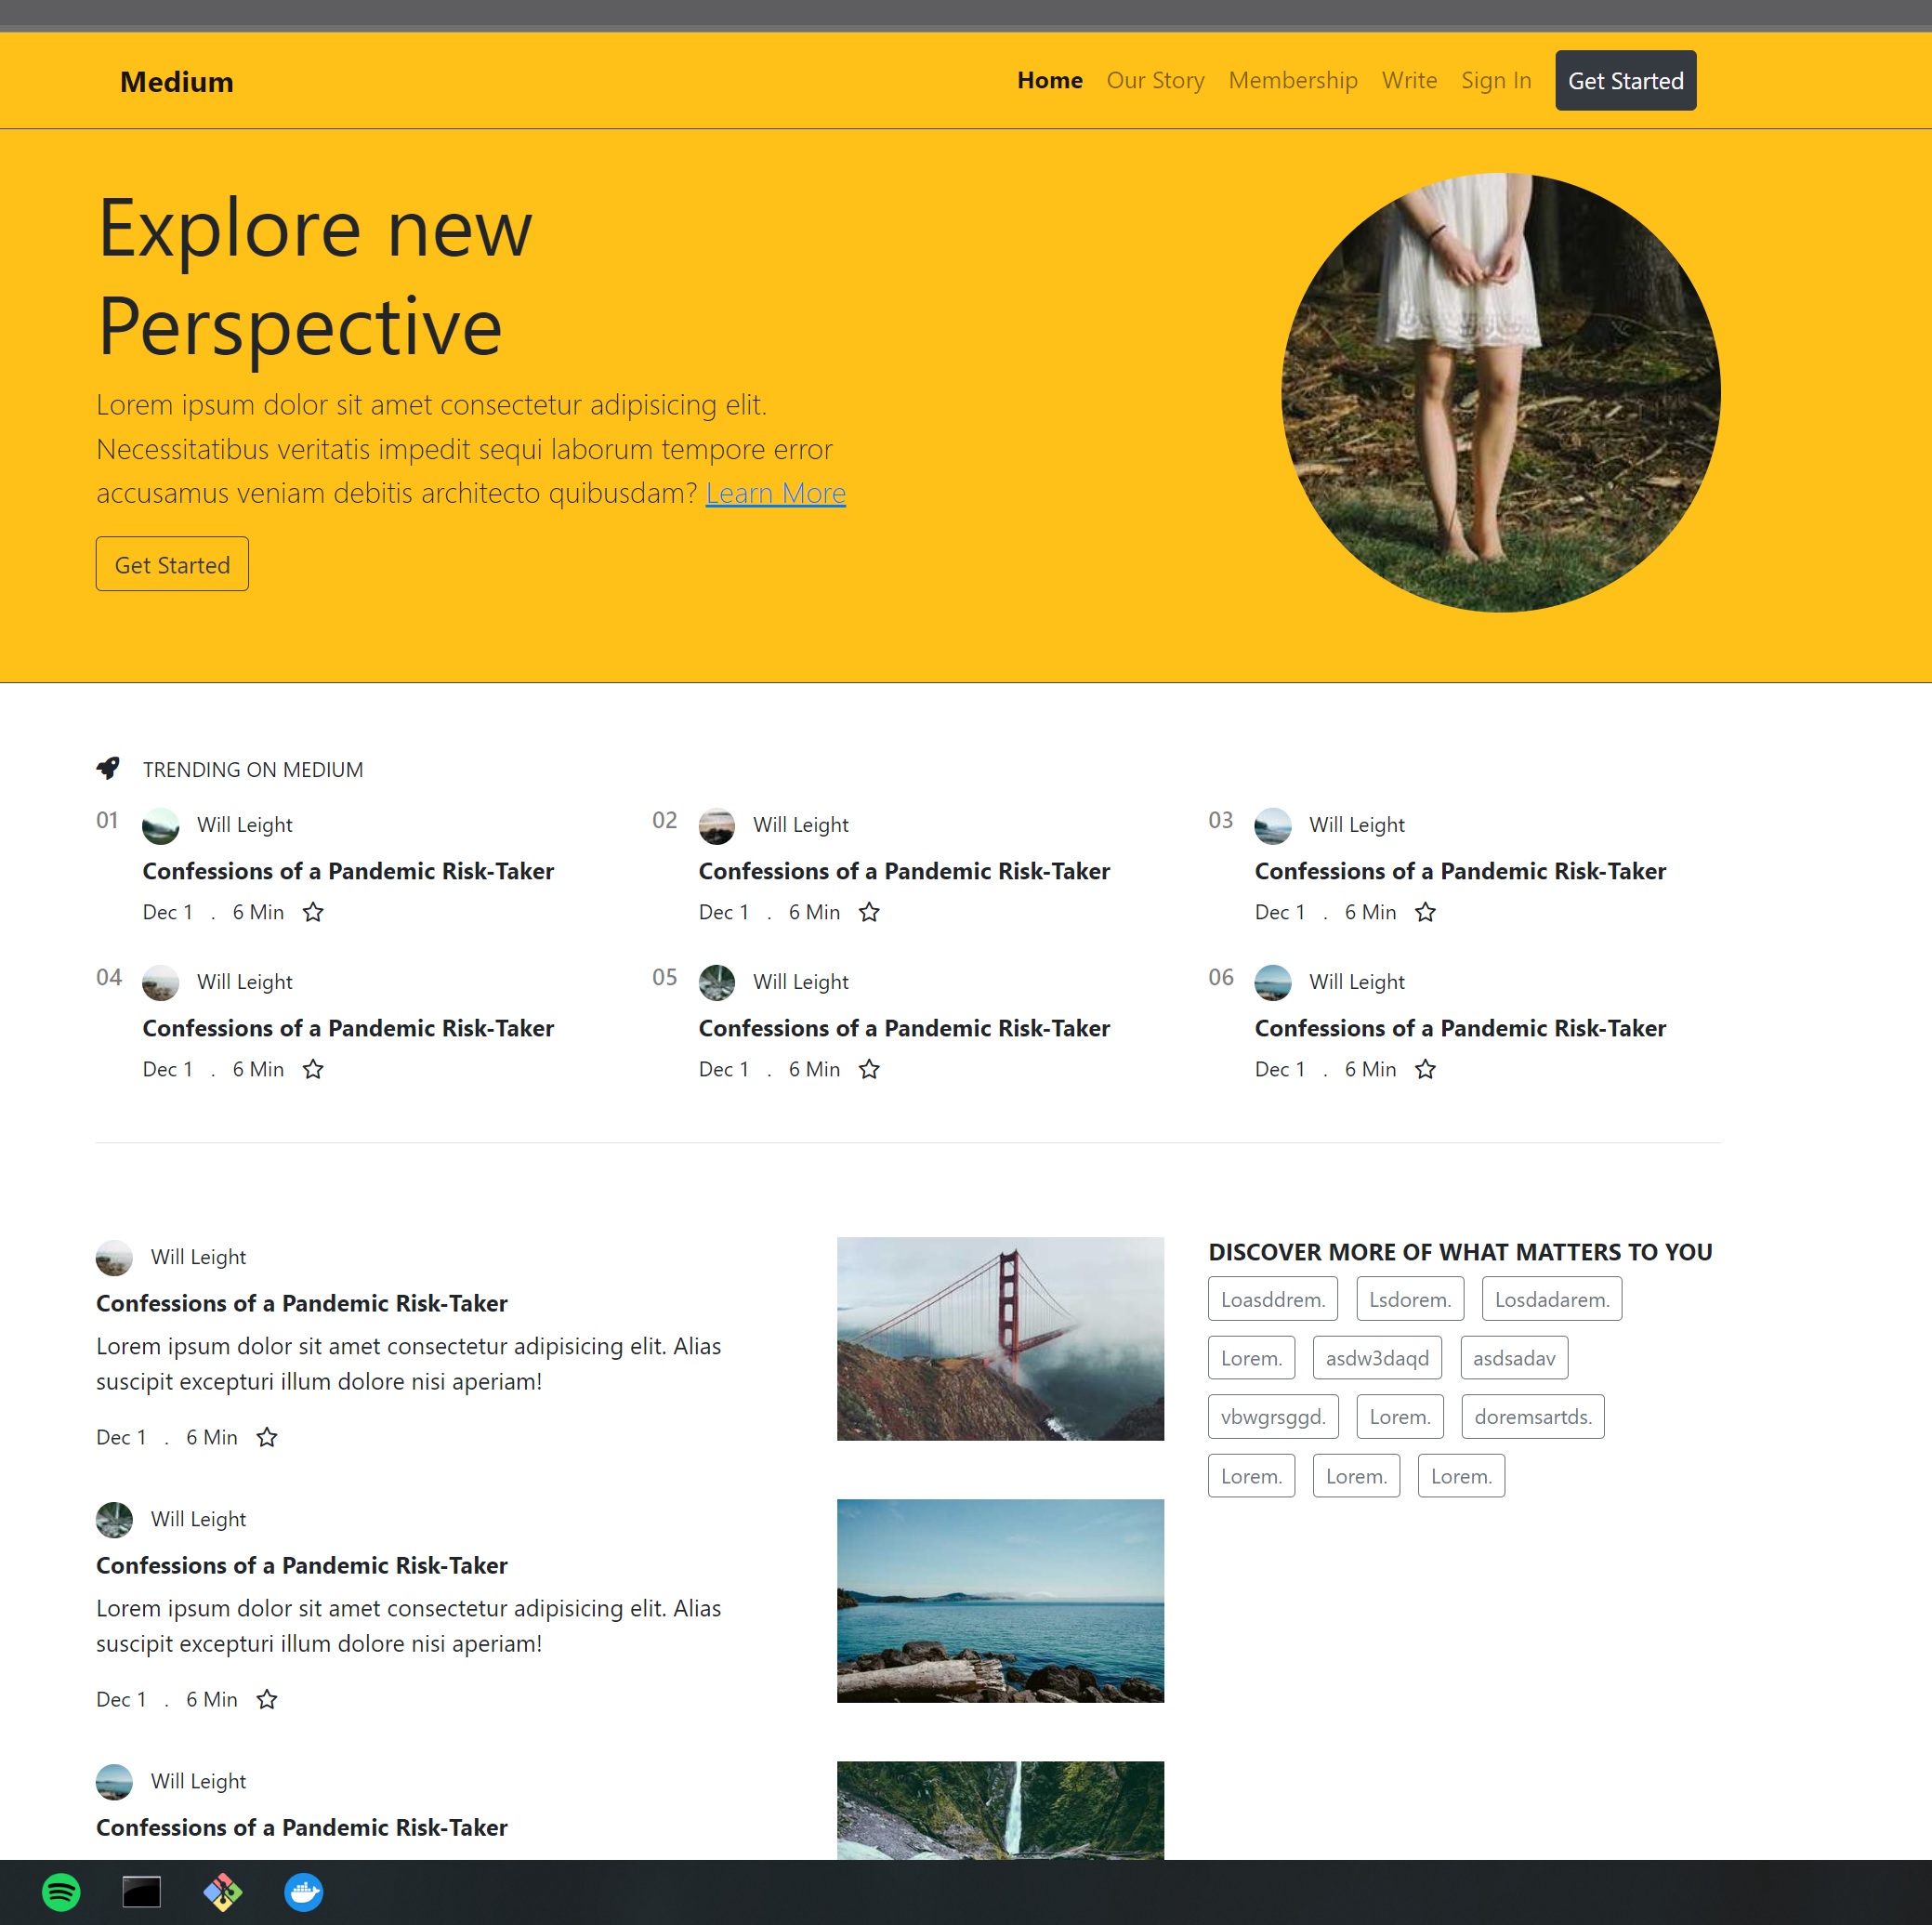 Medium
Home Our Story Membership Write Sign In Get Started
Explore new
Perspective
Lorem ipsum dolor sit amet consectetur adipisicing elit.
Necessitatibus veritatis impedit sequi laborum tempore error
accusamus veniam debitis architecto quibusdam? Learn More
Get Started
TRENDING ON MEDIUM
01 Will Leight
Confessions of a Pandemic Risk-Taker
Dec 1 . 6 Min
02 Will Leight
Confessions of a Pandemic Risk-Taker
Dec 1 . 6 Min
03 Will Leight
Confessions of a Pandemic Risk-Taker
Dec 1 . 6 Min
04 Will Leight
Confessions of a Pandemic Risk-Taker
Dec 1 . 6 Min
05 Will Leight
Confessions of a Pandemic Risk-Taker
Dec 1 . 6 Min
06 Will Leight
Confessions of a Pandemic Risk-Taker
Dec 1 . 6 Min
Will Leight
Confessions of a Pandemic Risk-Taker
Lorem ipsum dolor sit amet consectetur adipisicing elit. Alias
suscipit excepturi illum dolore nisi aperiam!
Dec 1 . 6 Min
Will Leight
Confessions of a Pandemic Risk-Taker
Lorem ipsum dolor sit amet consectetur adipisicing elit. Alias
suscipit excepturi illum dolore nisi aperiam!
Dec 1 . 6 Min
Will Leight
Confessions of a Pandemic Risk-Taker
DISCOVER MORE OF WHAT MATTERS TO YOU
Loasddrem. Lsdorem. Losdadarem.
Lorem. asdw3daqd asdsadav
vbwgrsggd. Lorem. doremsartds.
Lorem. Lorem. Lorem.